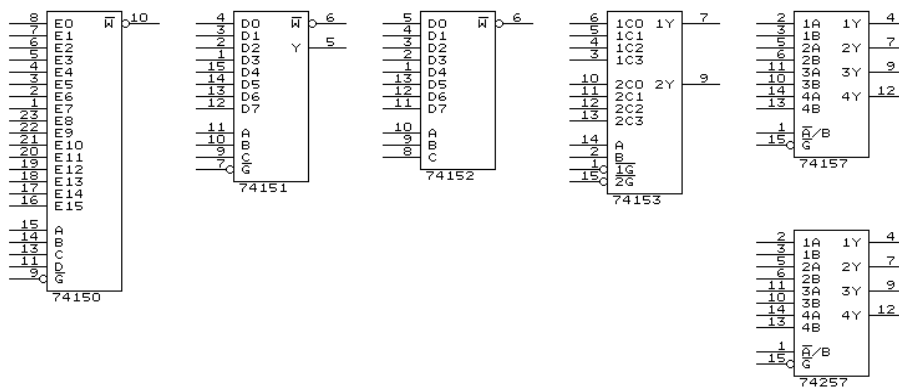 8 E0 W̅ 10
7 E1
6 E2
5 E3
4 E4
3 E5
2 E6
1 E7
23 E8
22 E9
21 E10
20 E11
19 E12
18 E13
17 E14
16 E15
15 A
14 B
13 C
11 D
9 G̅
74150
4 D0 W̅ 6
3 D1
2 D2 Y 5
1 D3
15 D4
14 D5
13 D6
12 D7
11 A
10 B
9 C
7 G̅
74151
5 D0 W̅ 6
4 D1
3 D2
2 D3
1 D4
13 D5
12 D6
11 D7
10 A
9 B
8 C
74152
6 1C0 1Y 7
5 1C1
4 1C2
3 1C3
10 2C0 2Y 9
11 2C1
12 2C2
13 2C3
14 A
2 B
1 1G̅
15 2G̅
74153
2 1A 1Y 4
3 1B
5 2A 2Y 7
6 2B
11 3A 3Y 9
10 3B
14 4A 4Y 12
13 4B
1 A̅/B
15 G̅
74157
2 1A 1Y 4
3 1B
5 2A 2Y 7
6 2B
11 3A 3Y 9
10 3B
14 4A 4Y 12
13 4B
1 A̅/B
15 G̅
74257